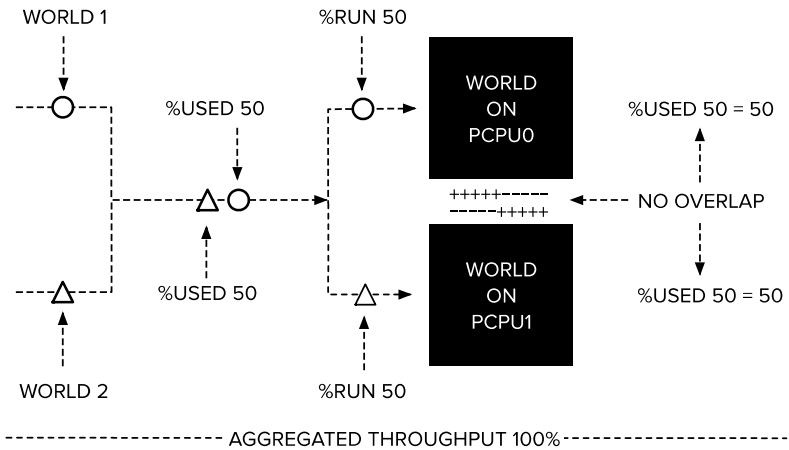 WORLD 1
%RUN 50
%USED 50
WORLD
ON
PCPU0
%USED 50 = 50
+++++-----
-----+++++
NO OVERLAP
%USED 50
WORLD
ON
PCPU1
%USED 50 = 50
WORLD 2
%RUN 50
AGGREGATED THROUGHPUT 100%